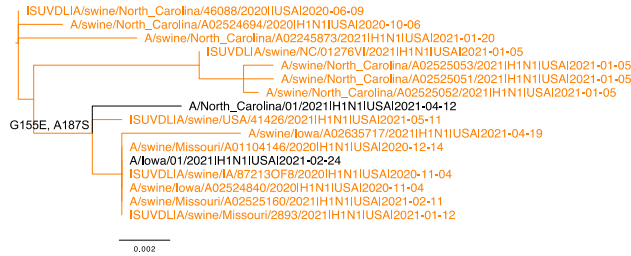 ISUVDL|A/swine/North_Carolina/46088/2020||USA|2020-06-09
A/swine/North_Carolina/A02524694/2020|H1N1|USA|2020-10-06
A/swine/North_Carolina/A02245873/2021|H1N1|USA|2021-01-20
ISUVDL|A/swine/NC/01276VI/2021|H1N1|USA|2021-01-05
A/swine/North_Carolina/A02525053/2021|H1N1|USA|2021-01-05
A/swine/North_Carolina/A02525051/2021|H1N1|USA|2021-01-05
A/swine/North_Carolina/A02525052/2021|H1N1|USA|2021-01-05
A/North_Carolina/01/2021|H1N1|USA|2021-04-12
ISUVDL|A/swine/USA/41426/2021|H1N1|USA|2021-05-11
G155E, A187S
A/swine/Iowa/A02635717/2021|H1N1|USA|2021-04-19
A/swine/Missouri/A01104146/2020|H1N1|USA|2020-12-14
A/Iowa/01/2021|H1N1|USA|2021-02-24
ISUVDL|A/swine/IA/87213OF8/2020|H1N1|USA|2020-11-04
A/swine/Iowa/A02524840/2020|H1N1|USA|2020-11-04
A/swine/Missouri/A02525160/2021|H1N1|USA|2021-02-11
ISUVDL|A/swine/Missouri/2893/2021|H1N1|USA|2021-01-12
0.002